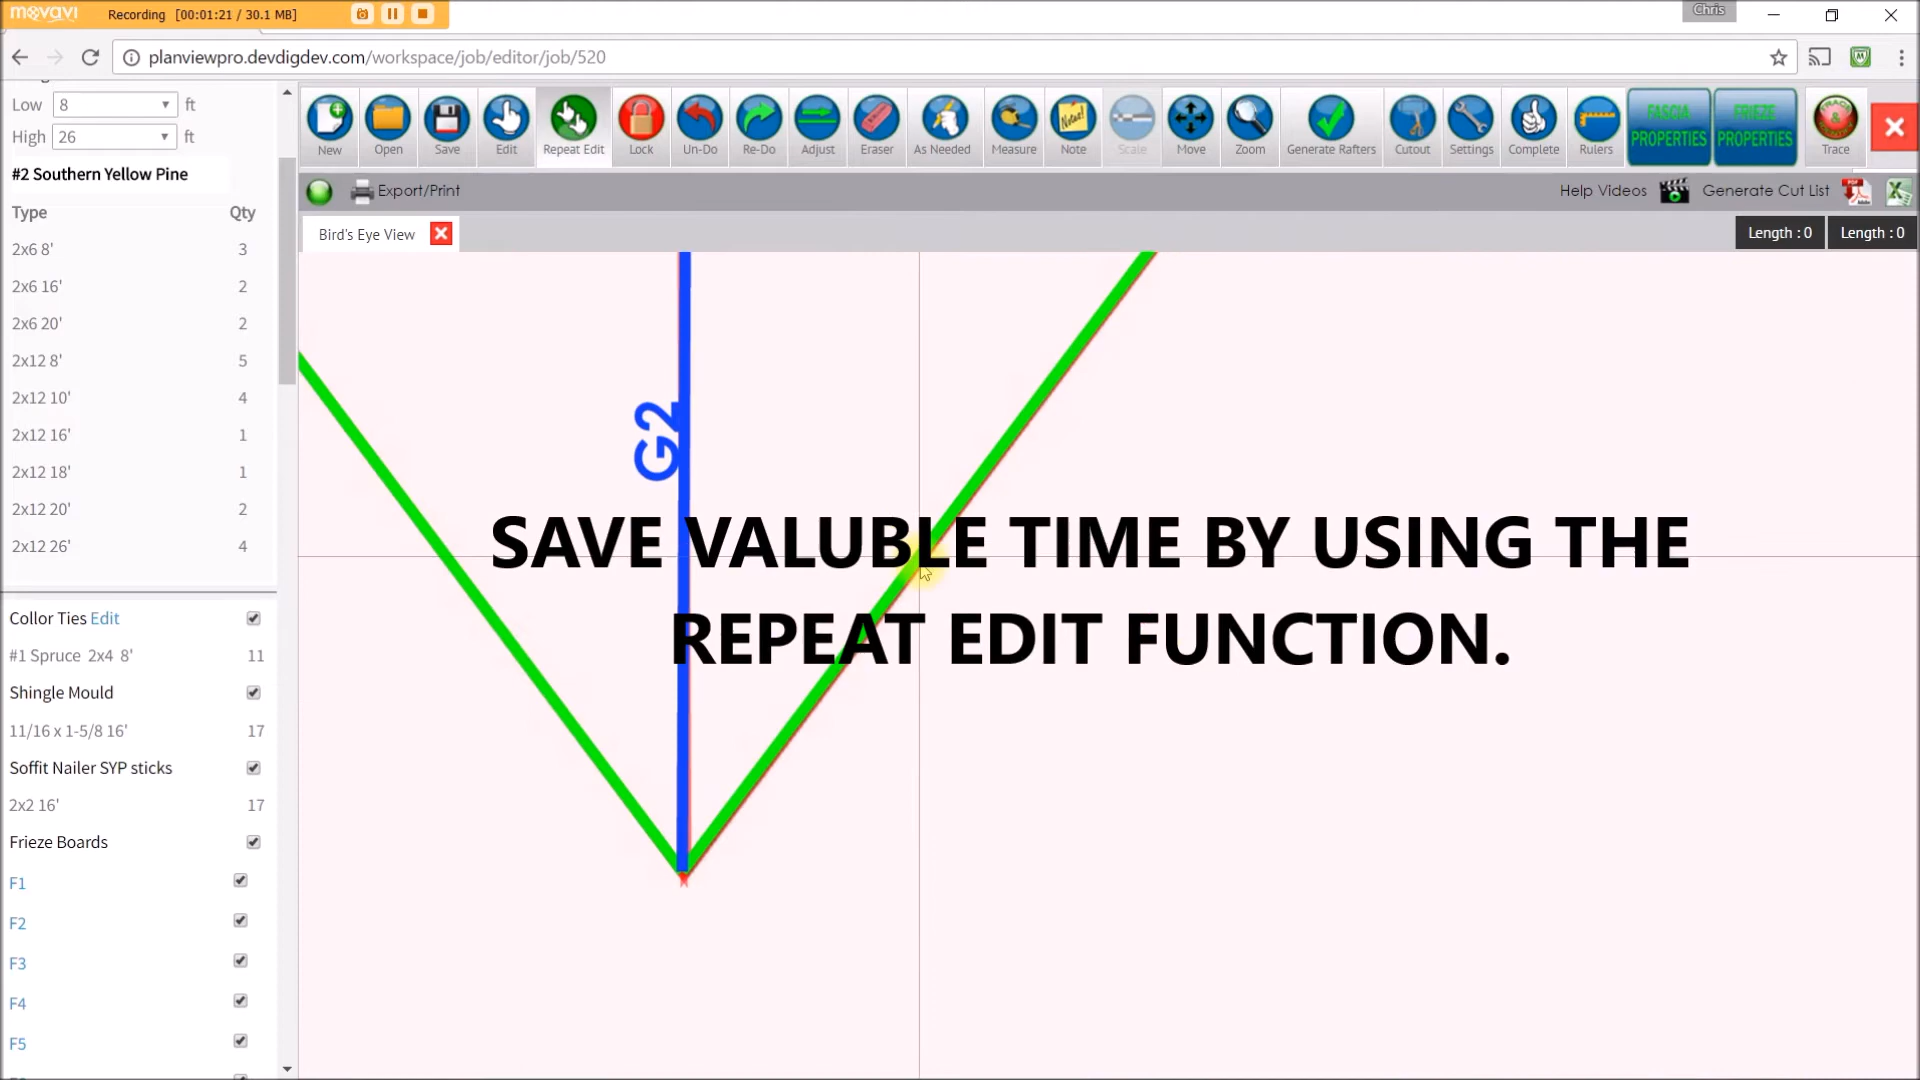 movavi
Recording [00:01:21 / 30.1 MB]
Chris
planviewpro.devdigdev.com/workspace/job/editor/job/520
Low 8 ft
High 26 ft
#2 Southern Yellow Pine
Type Qty
2x6 8' 3
2x6 16' 2
2x6 20' 2
2x12 8' 5
2x12 10' 4
2x12 16' 1
2x12 18' 1
2x12 20' 2
2x12 26' 4
Collor Ties Edit
#1 Spruce 2x4 8' 11
Shingle Mould
11/16 x 1-5/8 16' 17
Soffit Nailer SYP sticks
2x2 16' 17
Frieze Boards
F1
F2
F3
F4
F5
New Open Save Edit Repeat Edit Lock Un-Do Re-Do Adjust Eraser As Needed Measure Note Scale Move Zoom Generate Rafters Cutout Settings Complete Rulers
Notes!
FASCIA
PROPERTIES
FRIEZE
PROPERTIES
Trace
Export/Print
Help Videos Generate Cut List
Bird's Eye View
Length : 0 Length : 0
G2
SAVE VALUBLE TIME BY USING THE
REPEAT EDIT FUNCTION.